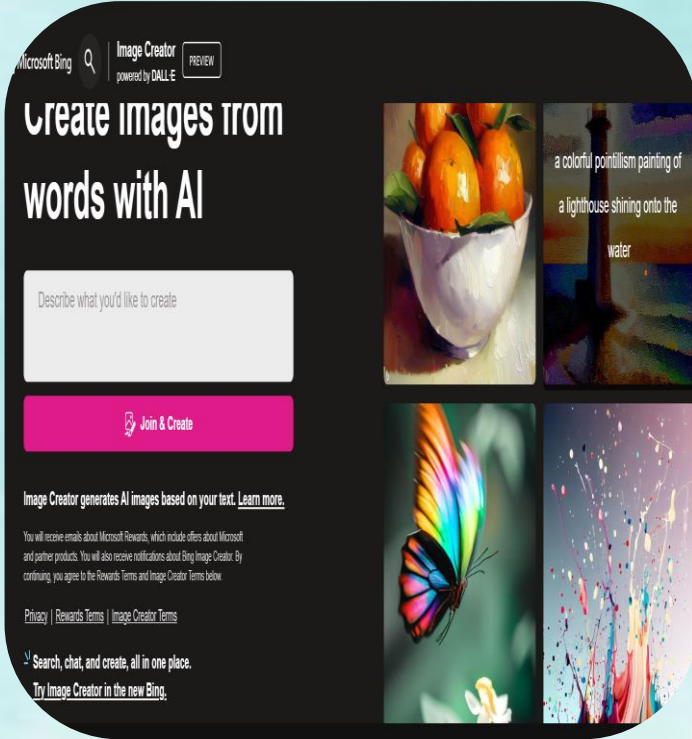 Microsoft Bing
Image Creator
powered by DALL·E
PREVIEW
Create images from
words with AI
Describe what you'd like to create
Join & Create
Image Creator generates AI images based on your text. Learn more.
You will receive emails about Microsoft Rewards, which include offers about Microsoft
and partner products. You will also receive notifications about Bing Image Creator. By
continuing, you agree to the Rewards Terms and Image Creator Terms below.
Privacy | Rewards Terms | Image Creator Terms
Search, chat, and create, all in one place.
Try Image Creator in the new Bing.
a colorful pointillism painting of
a lighthouse shining onto the
water